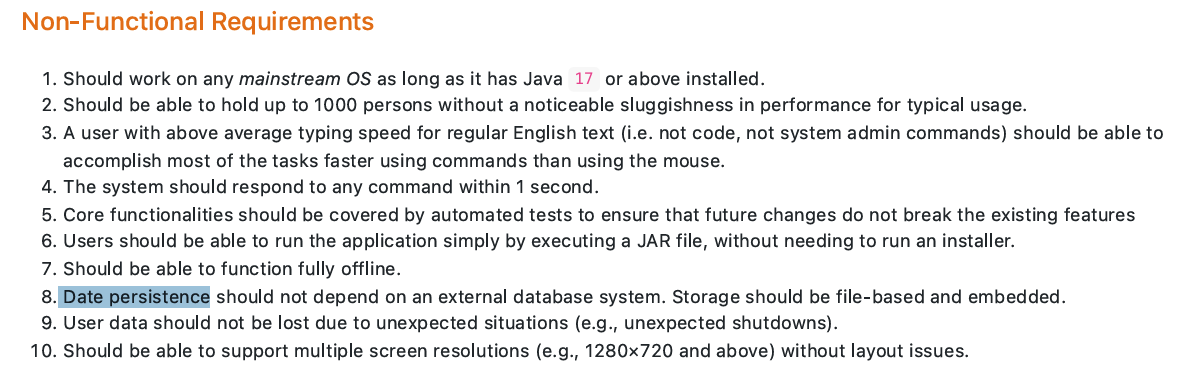 Non-Functional Requirements
1. Should work on any mainstream OS as long as it has Java 17 or above installed.
2. Should be able to hold up to 1000 persons without a noticeable sluggishness in performance for typical usage.
3. A user with above average typing speed for regular English text (i.e. not code, not system admin commands) should be able to
accomplish most of the tasks faster using commands than using the mouse.
4. The system should respond to any command within 1 second.
5. Core functionalities should be covered by automated tests to ensure that future changes do not break the existing features
6. Users should be able to run the application simply by executing a JAR file, without needing to run an installer.
7. Should be able to function fully offline.
8. Date persistence should not depend on an external database system. Storage should be file-based and embedded.
9. User data should not be lost due to unexpected situations (e.g., unexpected shutdowns).
10. Should be able to support multiple screen resolutions (e.g., 1280×720 and above) without layout issues.